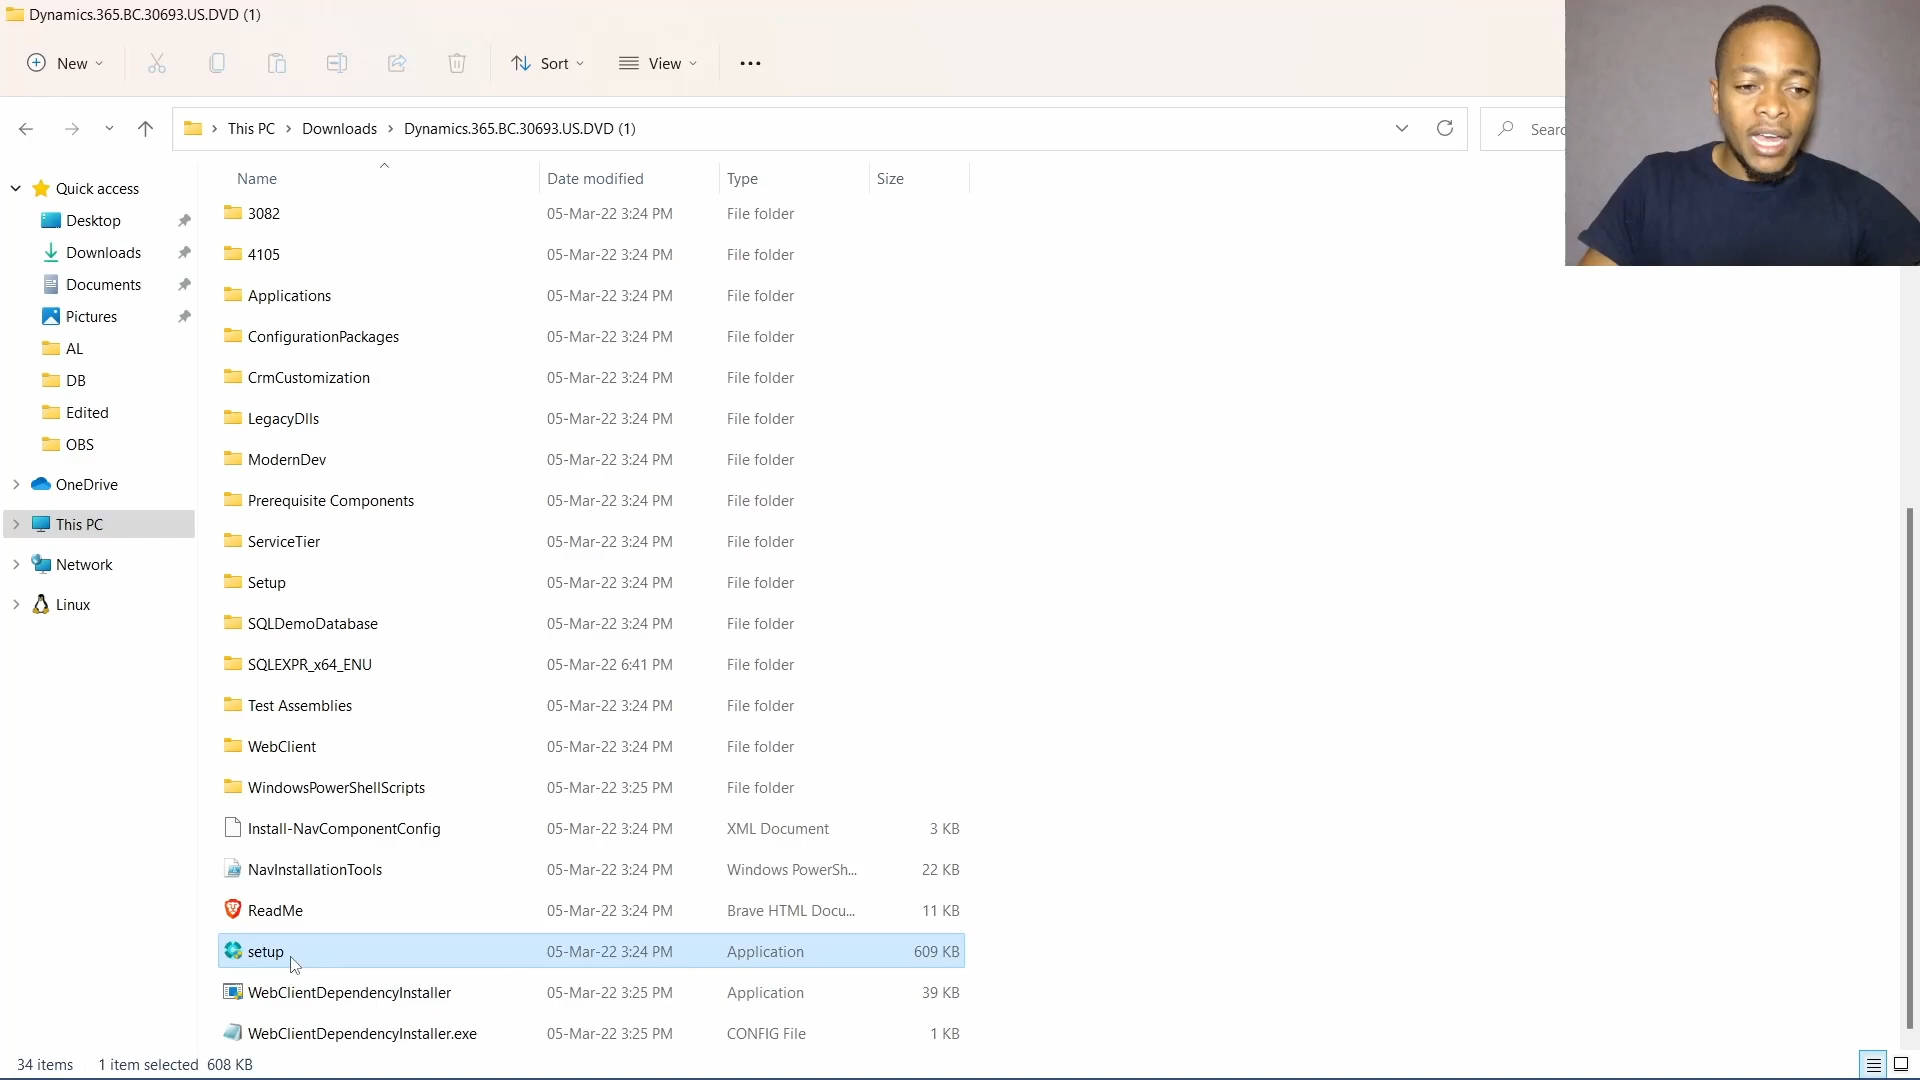 Dynamics.365.BC.30693.US.DVD (1)
New Sort View
This PC Downloads Dynamics.365.BC.30693.US.DVD (1)
Name Date modified Type Size
Quick access
Desktop
Downloads
Documents
Pictures
AL
DB
Edited
OBS
OneDrive
This PC
Network
Linux
3082 05-Mar-22 3:24 PM File folder
4105 05-Mar-22 3:24 PM File folder
Applications 05-Mar-22 3:24 PM File folder
ConfigurationPackages 05-Mar-22 3:24 PM File folder
CrmCustomization 05-Mar-22 3:24 PM File folder
LegacyDlls 05-Mar-22 3:24 PM File folder
ModernDev 05-Mar-22 3:24 PM File folder
Prerequisite Components 05-Mar-22 3:24 PM File folder
ServiceTier 05-Mar-22 3:24 PM File folder
Setup 05-Mar-22 3:24 PM File folder
SQLDemoDatabase 05-Mar-22 3:24 PM File folder
SQLEXPR_x64_ENU 05-Mar-22 6:41 PM File folder
Test Assemblies 05-Mar-22 3:24 PM File folder
WebClient 05-Mar-22 3:24 PM File folder
WindowsPowerShellScripts 05-Mar-22 3:25 PM File folder
Install-NavComponentConfig 05-Mar-22 3:24 PM XML Document 3 KB
NavInstallationTools 05-Mar-22 3:24 PM Windows PowerSh... 22 KB
ReadMe 05-Mar-22 3:24 PM Brave HTML Docu... 11 KB
setup 05-Mar-22 3:24 PM Application 609 KB
WebClientDependencyInstaller 05-Mar-22 3:25 PM Application 39 KB
WebClientDependencyInstaller.exe 05-Mar-22 3:25 PM CONFIG File 1 KB
34 items 1 item selected 608 KB